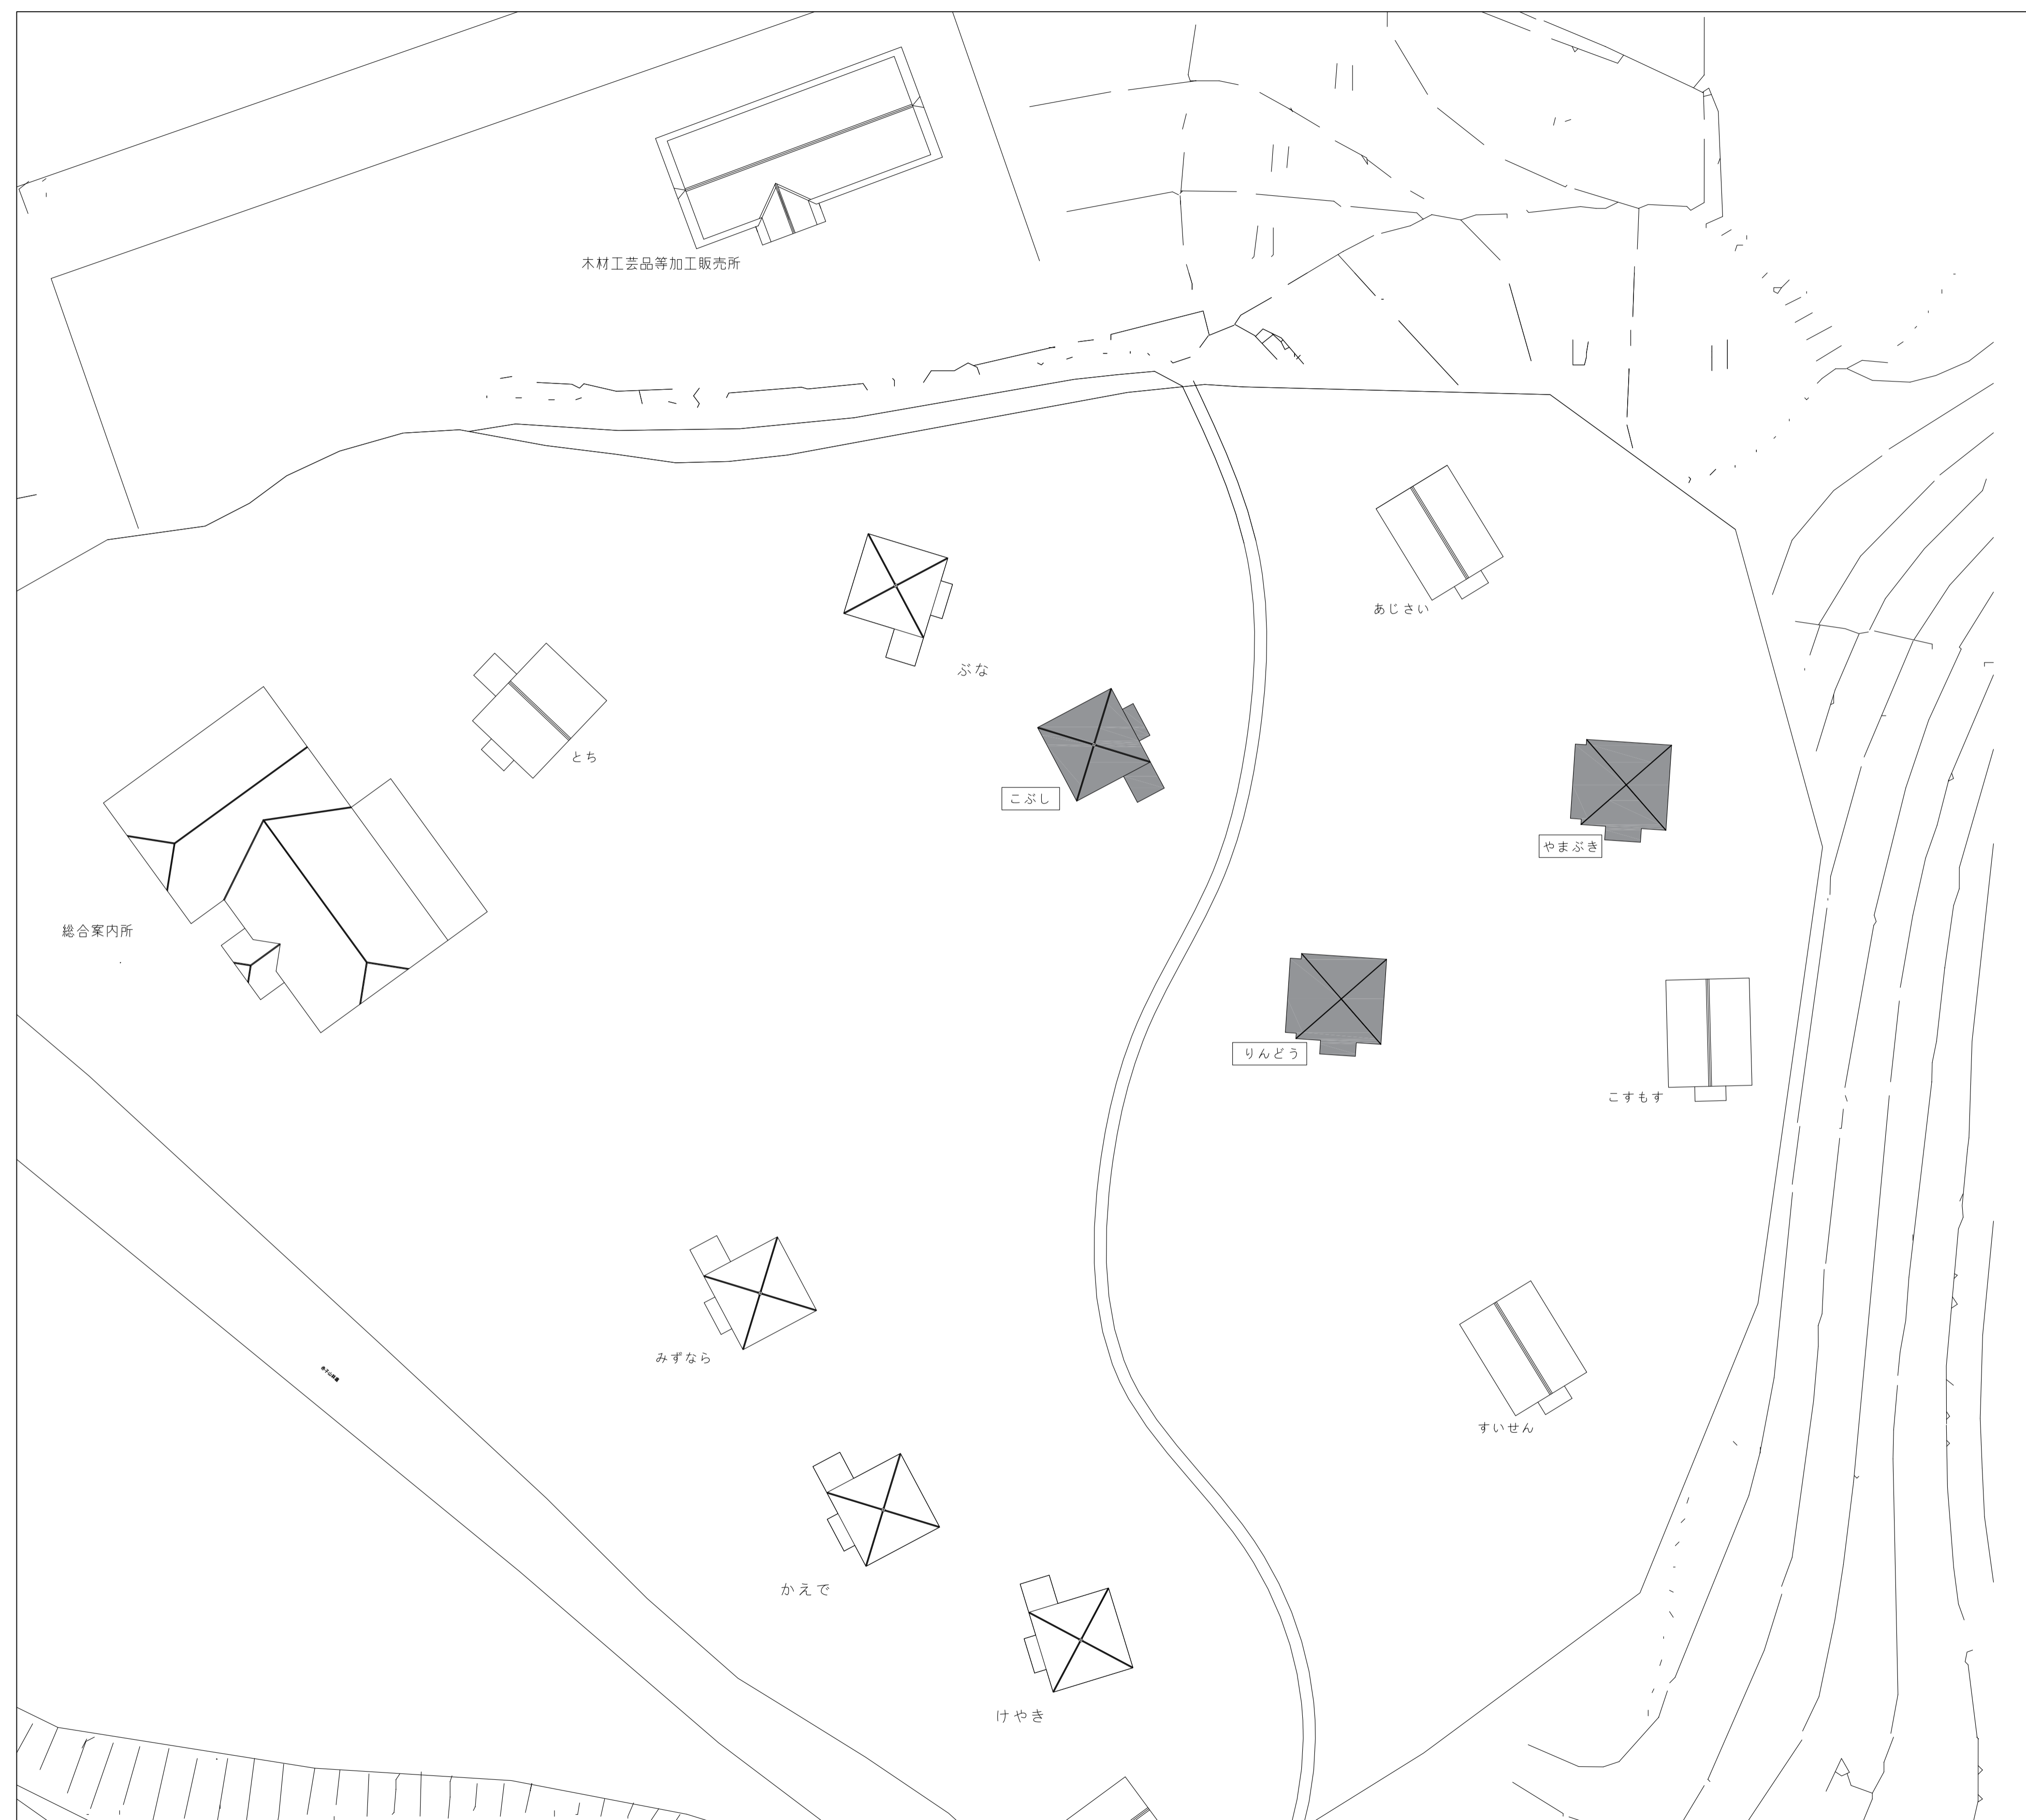 木材工芸品等加工販売所
あじさい
ぶな
とち
こぶし
やまぶき
総合案内所
りんどう
こすもす
みずなら
すいせん
かえで
けやき